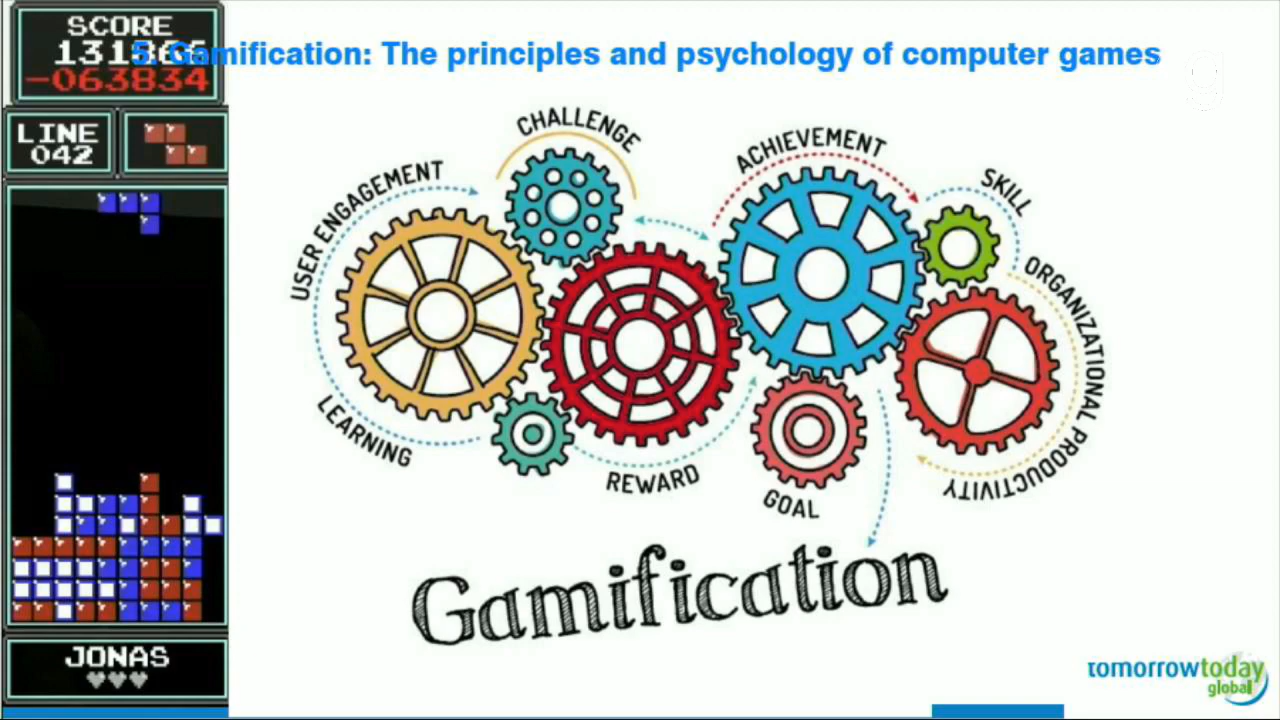 SCORE
5. Gamification: The principles and psychology of computer games
-063834
LINE
042
CHALLENGE
ACHIEVEMENT
USER ENGAGEMENT
SKILL
ORGANIZATIONAL PRODUCTIVITY
LEARNING
REWARD
GOAL
Gamification
JONAS
tomorrowtoday
global